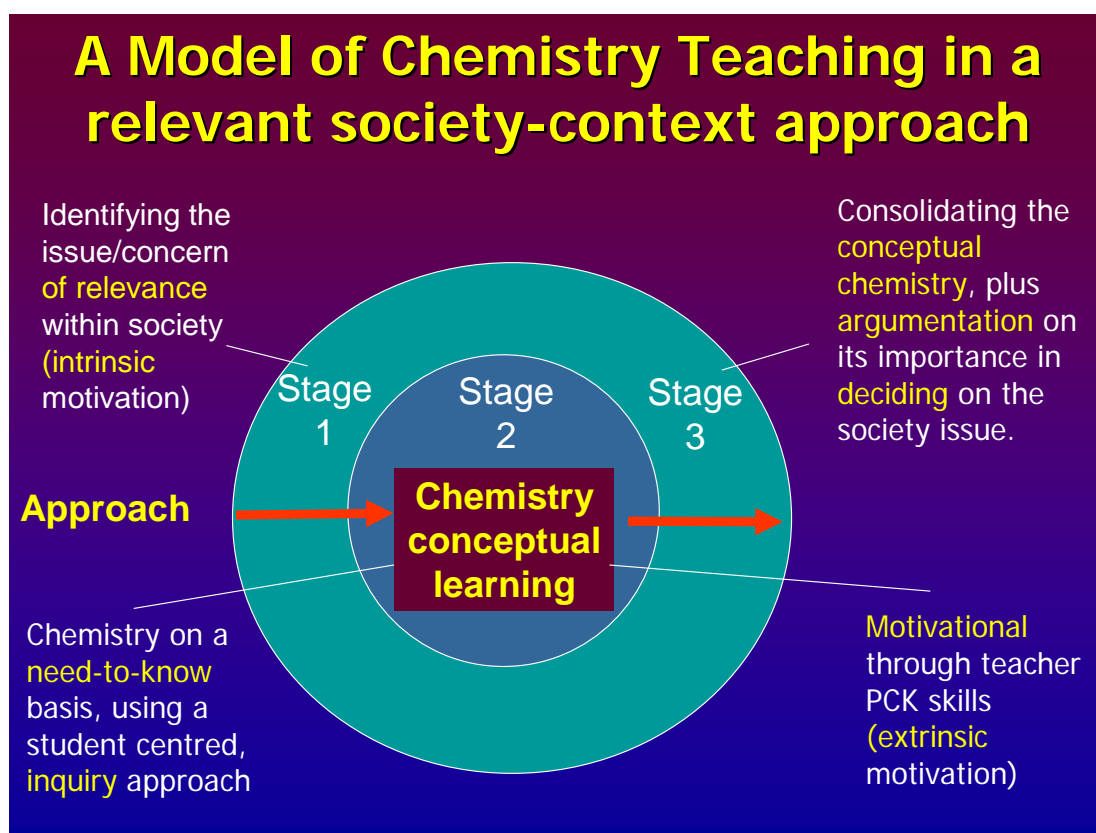 A Model of Chemistry Teaching in a
relevant society-context approach
Identifying the
issue/concern
of relevance
within society
(intrinsic
motivation)
Consolidating the
conceptual
chemistry, plus
argumentation on
its importance in
deciding on the
society issue.
Stage
1
Stage
2
Stage
3
Approach
Chemistry
conceptual
learning
Chemistry on a
need-to-know
basis, using a
student centred,
inquiry approach
Motivational
through teacher
PCK skills
(extrinsic
motivation)